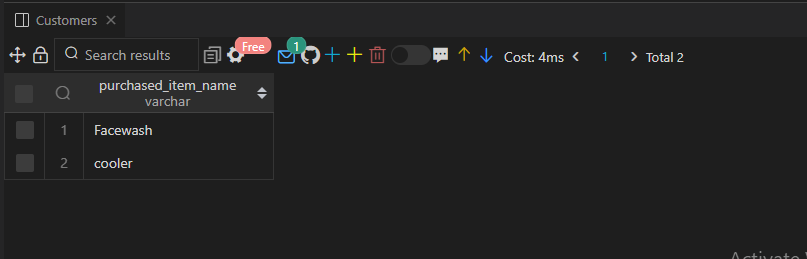 Customers
Free
1
Search results
Cost: 4ms
1
Total 2
purchased_item_name
varchar
1 Facewash
2 cooler